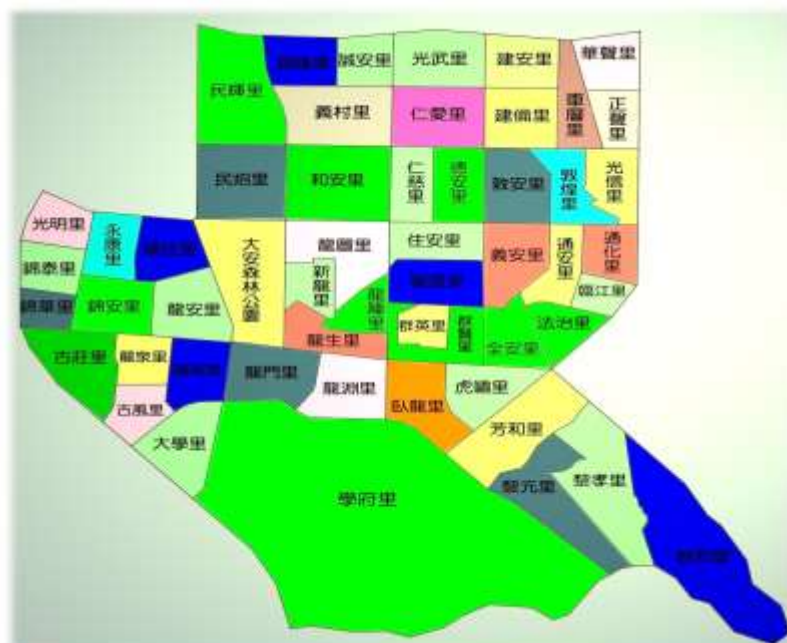 誠安里
光武里
建安里
華聲里
民輝里
義村里
仁愛里
建倫里
車層里
正聲里
民炤里
和安里
仁慈里
德安里
敦安里
敦煌里
光信里
光明里
永康里
大安森林公園
龍圖里
住安里
義安里
通安里
通化里
錦泰里
新龍里
臨江里
錦華里
錦安里
龍安里
龍陣里
群英里
群賢里
法治里
全安里
龍生里
古莊里
龍泉里
龍門里
龍淵里
臥龍里
虎嘯里
古風里
大學里
芳和里
學府里
黎元里
黎孝里